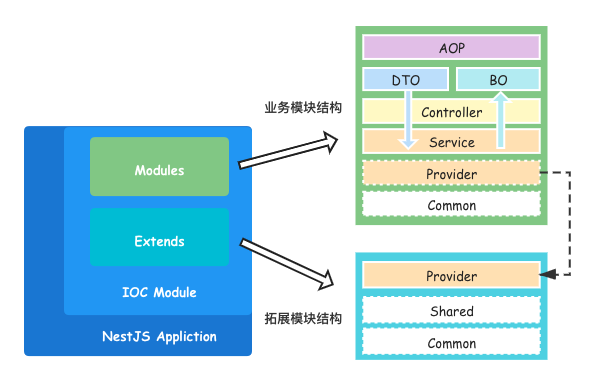 Modules
Extends
IOC Module
NestJS Appliction
业务模块结构
拓展模块结构
AOP
DTO
BO
Controller
Service
Provider
Common
Provider
Shared
Common